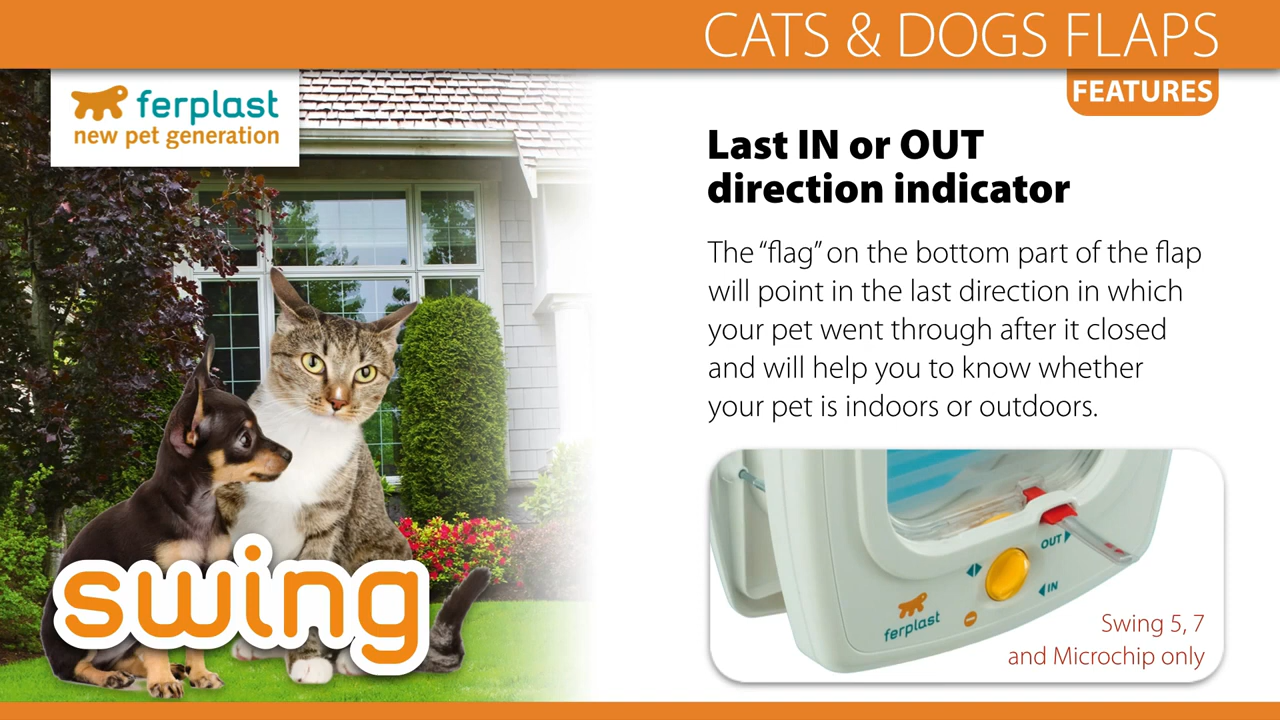 CATS & DOGS FLAPS
FEATURES
ferplast
new pet generation
Last IN or OUT
direction indicator
The “flag” on the bottom part of the flap
will point in the last direction in which
your pet went through after it closed
and will help you to know whether
your pet is indoors or outdoors.
swing
OUT
IN
ferplast
Swing 5, 7
and Microchip only